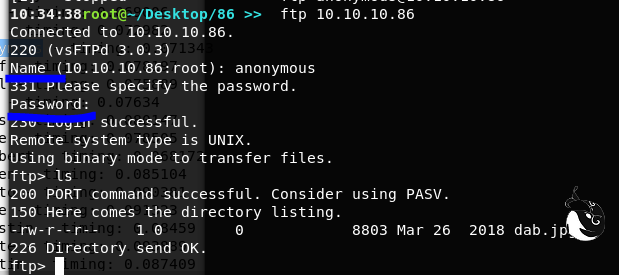 10:34:38root@~/Desktop/86 >> ftp 10.10.10.86
Connected to 10.10.10.86.
220 (vsFTPd 3.0.3)
Name (10.10.10.86:root): anonymous
331 Please specify the password.
Password:
230 Login successful.
Remote system type is UNIX.
Using binary mode to transfer files.
ftp> ls
200 PORT command successful. Consider using PASV.
150 Here comes the directory listing.
-rw-r--r-- 1 0 0 8803 Mar 26 2018 dab.jpg
226 Directory send OK.
ftp>